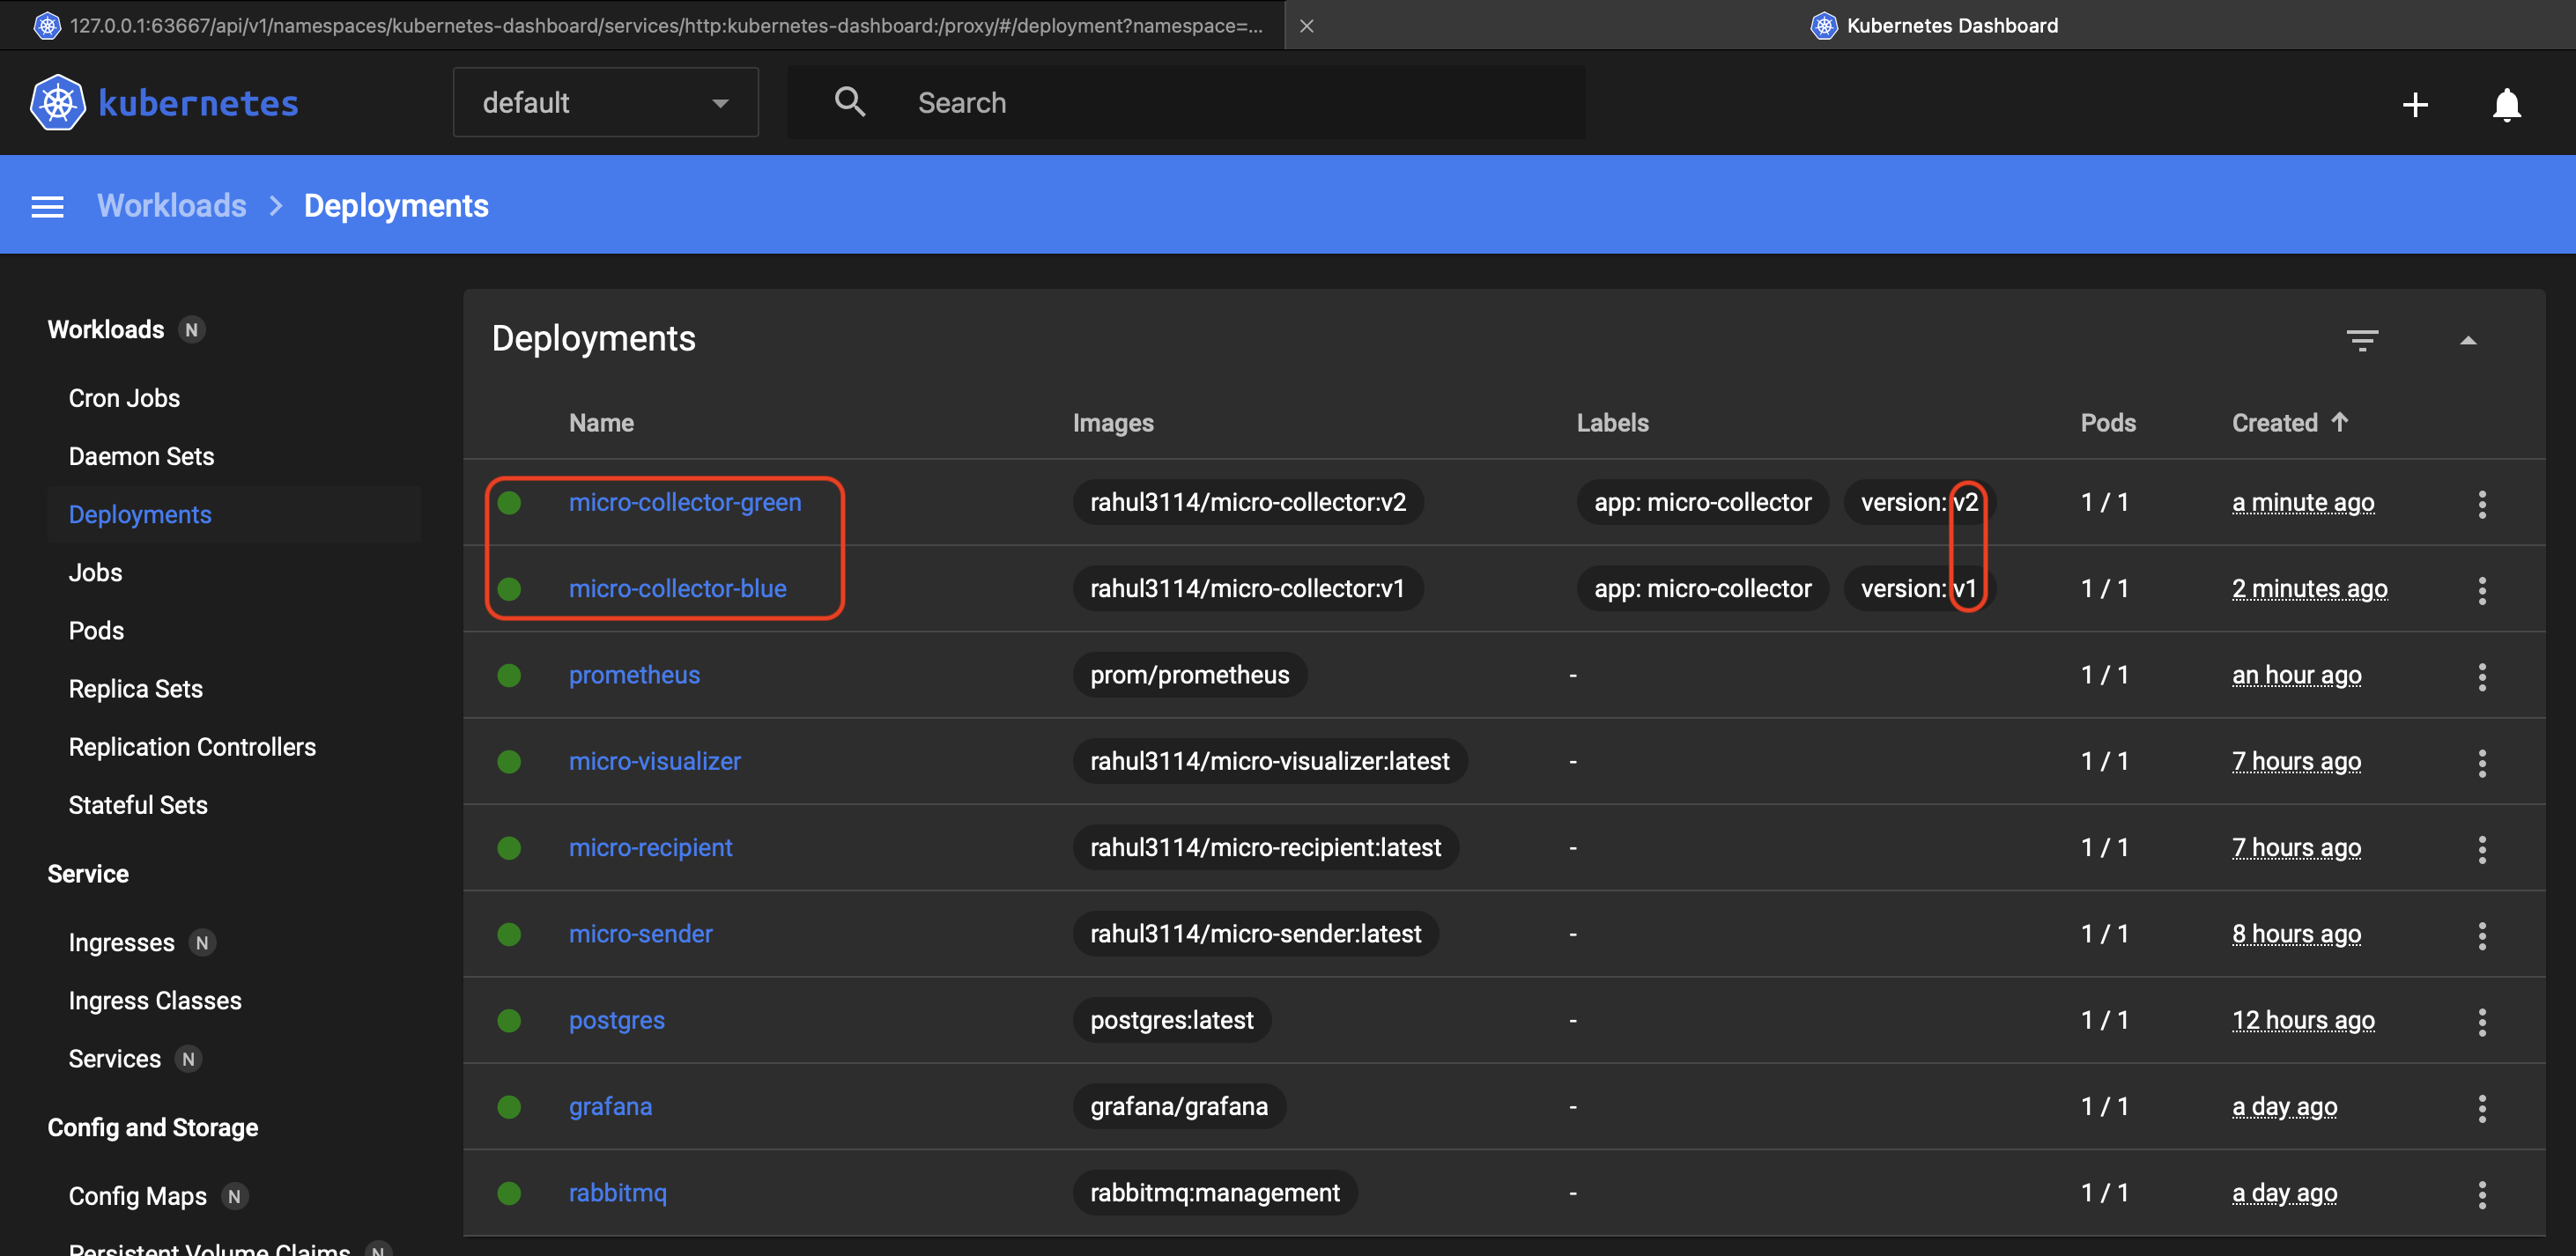 127.0.0.1:63667/api/v1/namespaces/kubernetes-dashboard/services/http:kubernetes-dashboard:/proxy/#/deployment?namespace=...
Kubernetes Dashboard
kubernetes
default
Search
Workloads
Deployments
Workloads N
Cron Jobs
Daemon Sets
Deployments
Jobs
Pods
Replica Sets
Replication Controllers
Stateful Sets
Service
Ingresses N
Ingress Classes
Services N
Config and Storage
Config Maps N
Persistent Volume Claims N
Deployments
Name Images Labels Pods Created
micro-collector-green rahul3114/micro-collector:v2 app: micro-collector version: v2 1 / 1 a minute ago
micro-collector-blue rahul3114/micro-collector:v1 app: micro-collector version: v1 1 / 1 2 minutes ago
prometheus prom/prometheus - 1 / 1 an hour ago
micro-visualizer rahul3114/micro-visualizer:latest - 1 / 1 7 hours ago
micro-recipient rahul3114/micro-recipient:latest - 1 / 1 7 hours ago
micro-sender rahul3114/micro-sender:latest - 1 / 1 8 hours ago
postgres postgres:latest - 1 / 1 12 hours ago
grafana grafana/grafana - 1 / 1 a day ago
rabbitmq rabbitmq:management - 1 / 1 a day ago